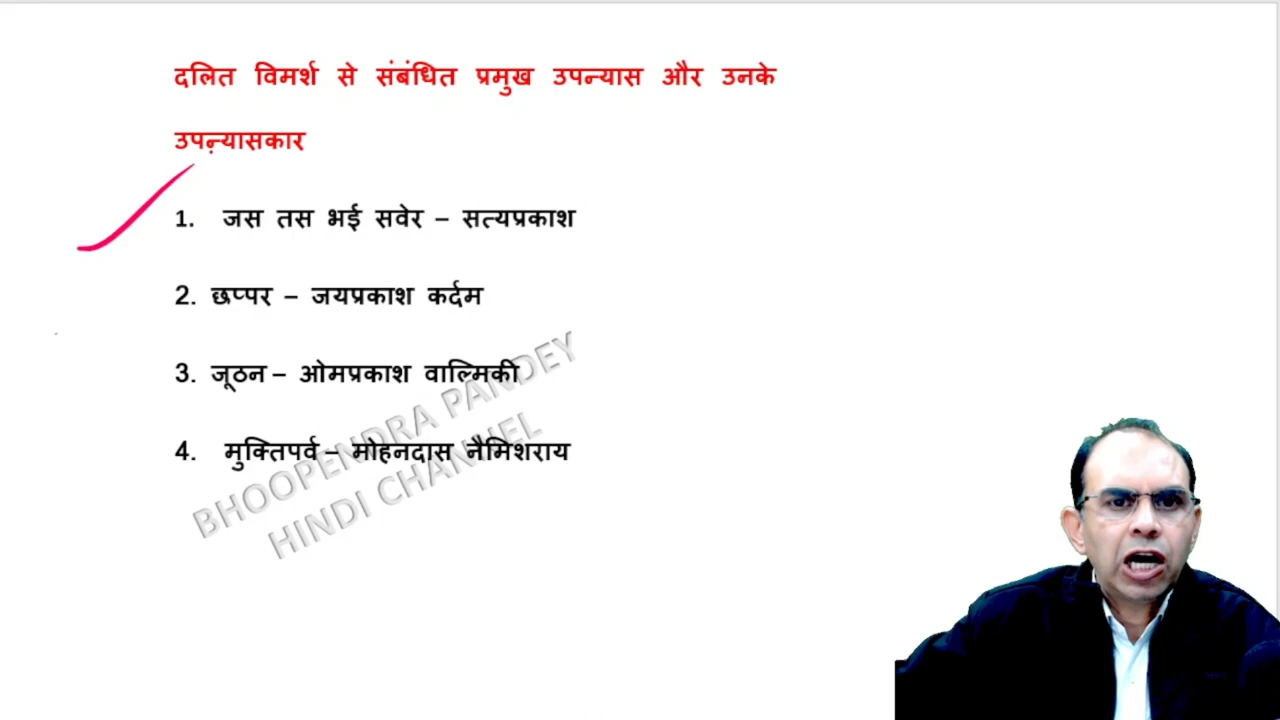 दलित विमर्श से संबंधित प्रमुख उपन्यास और उनके
उपऩ्यासकार
1. जस तस भई सवेर – सत्यप्रकाश
2. छप्पर – जयप्रकाश कर्दम
3. जूठन – ओमप्रकाश वाल्मिकी
4. मुक्तिपर्व – मोहनदास नैमिशराय
BHOOPENDRA PANDEY
HINDI CHANNEL